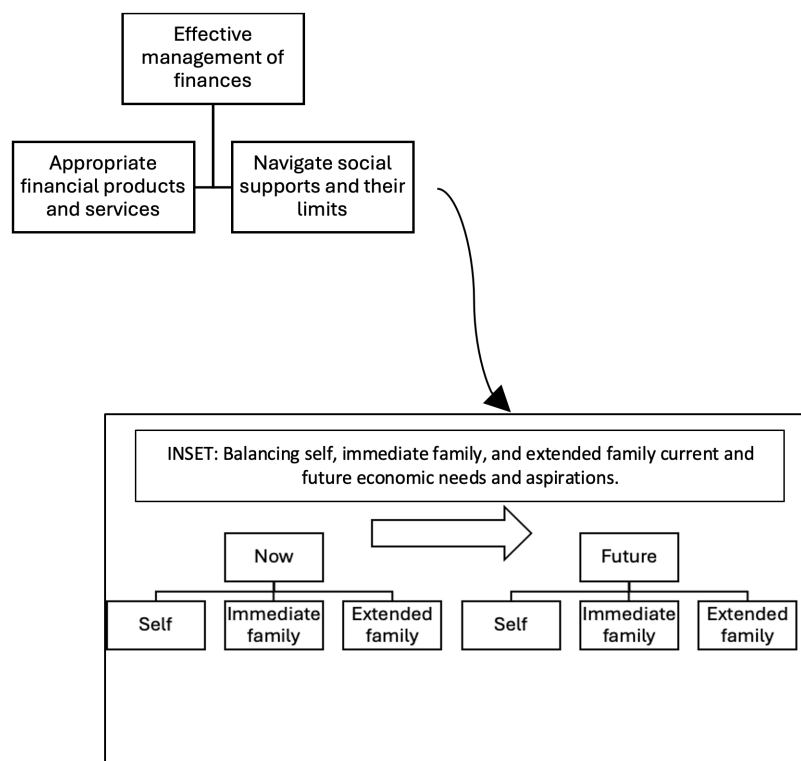 Effective
management of
finances
Appropriate
financial products
and services
Navigate social
supports and their
limits
INSET: Balancing self, immediate family, and extended family current and
future economic needs and aspirations.
Now
Future
Self
Immediate
family
Extended
family
Self
Immediate
family
Extended
family